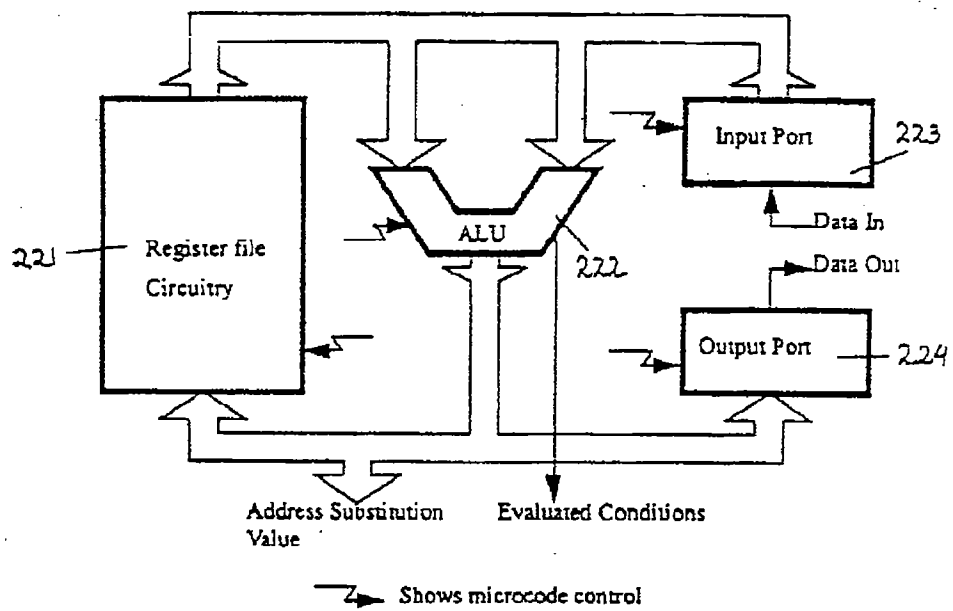 Input Port
223
Data In
ALU
222
221
Register file
Circuitry
Data Out
Output Port
224
Address Substitution
Value
Evaluated Conditions
Shows microcode control